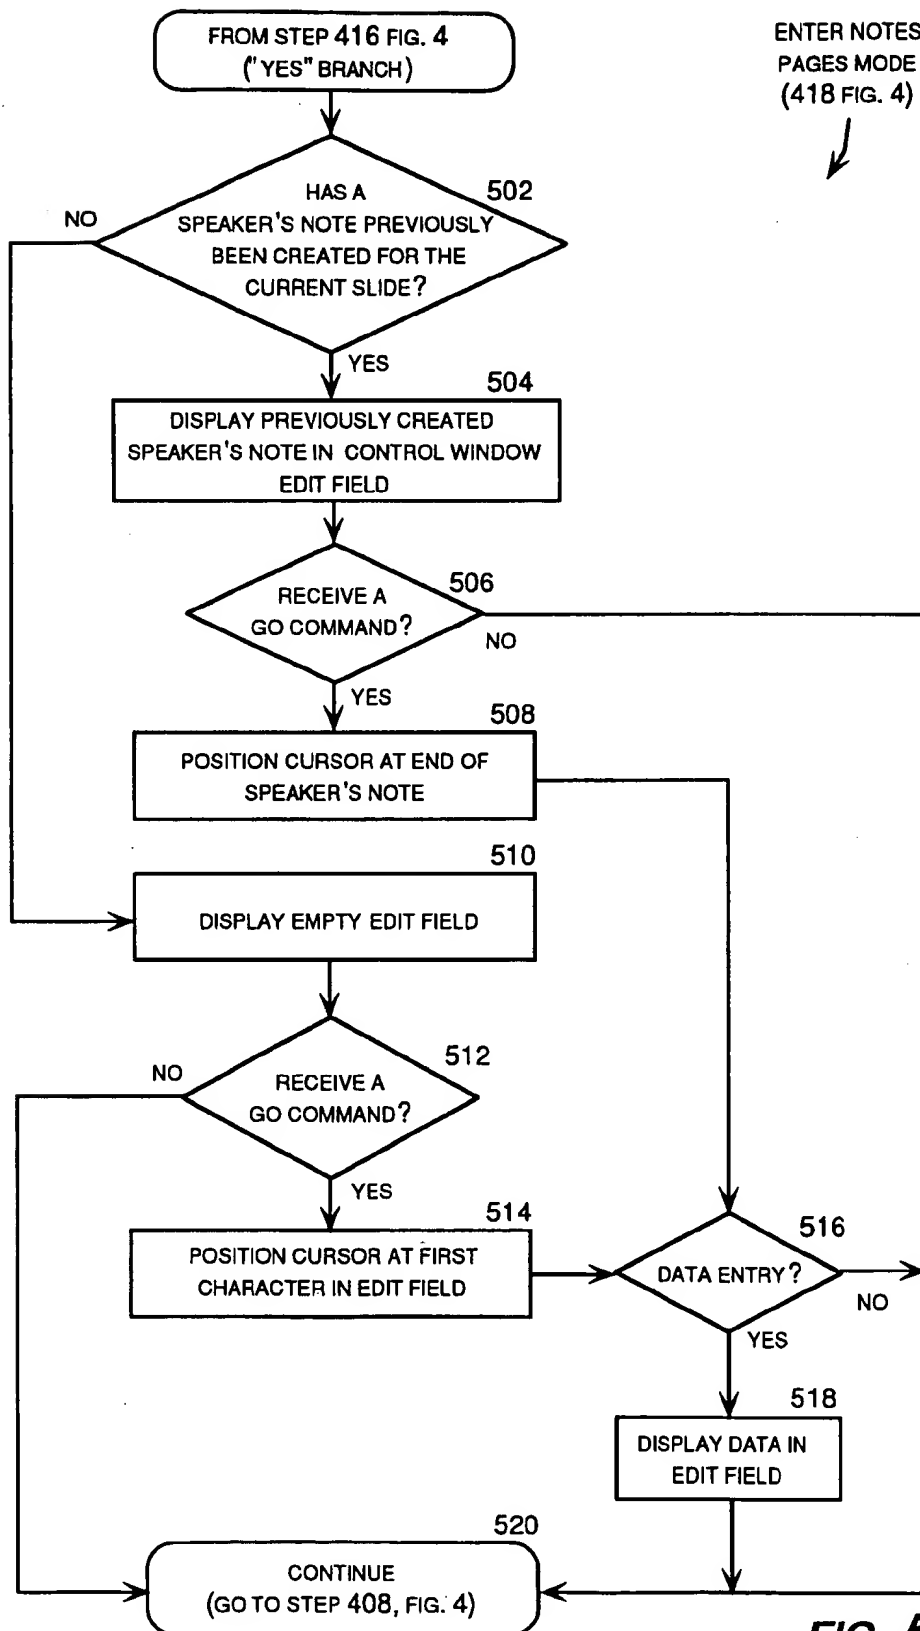 FROM STEP 416 FIG. 4
("YES" BRANCH)
ENTER NOTES
PAGES MODE
(418 FIG. 4)
502
HAS A
SPEAKER'S NOTE PREVIOUSLY
BEEN CREATED FOR THE
CURRENT SLIDE?
NO
YES
504
DISPLAY PREVIOUSLY CREATED
SPEAKER'S NOTE IN CONTROL WINDOW
EDIT FIELD
506
RECEIVE A
GO COMMAND?
NO
YES
508
POSITION CURSOR AT END OF
SPEAKER'S NOTE
510
DISPLAY EMPTY EDIT FIELD
512
NO
RECEIVE A
GO COMMAND?
YES
514
POSITION CURSOR AT FIRST
CHARACTER IN EDIT FIELD
516
DATA ENTRY?
NO
YES
518
DISPLAY DATA IN
EDIT FIELD
520
CONTINUE
(GO TO STEP 408, FIG. 4)
FIG.